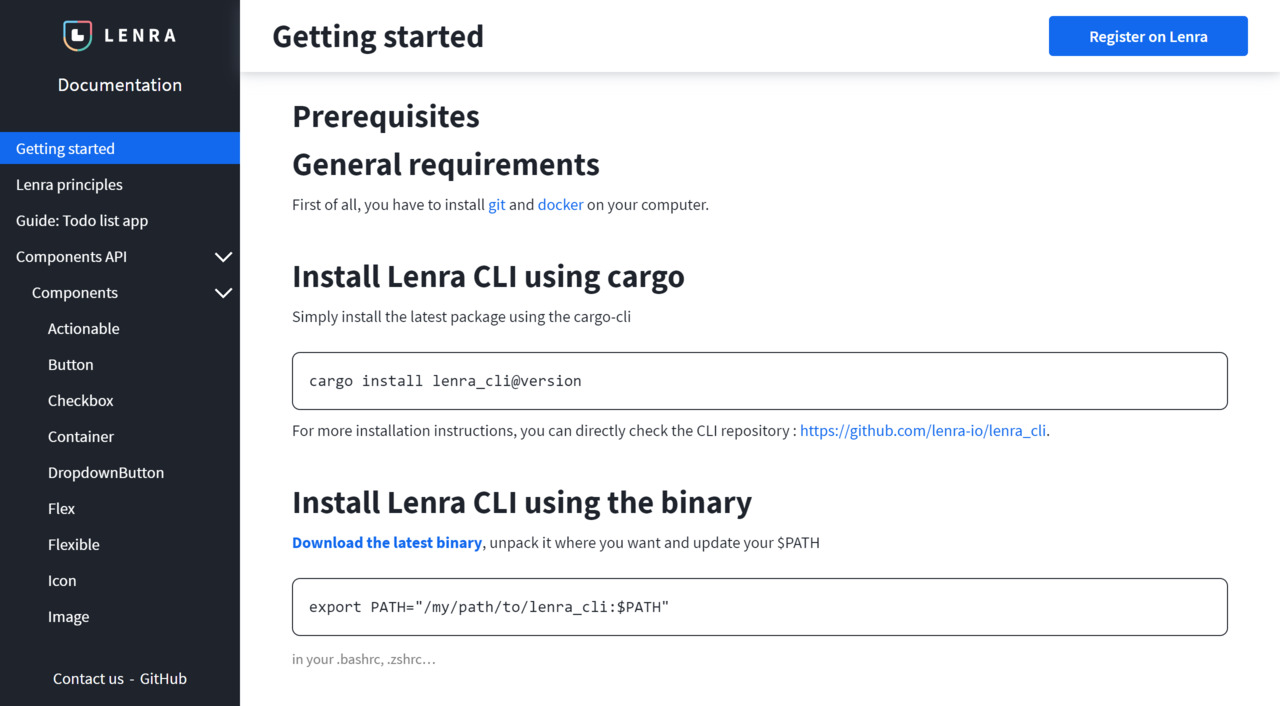 LENRA
Documentation
Getting started
Lenra principles
Guide: Todo list app
Components API
Components
Actionable
Button
Checkbox
Container
DropdownButton
Flex
Flexible
Icon
Image
Contact us - GitHub
Getting started
Register on Lenra
Prerequisites
General requirements
First of all, you have to install git and docker on your computer.
Install Lenra CLI using cargo
Simply install the latest package using the cargo-cli
cargo install lenra_cli@version
For more installation instructions, you can directly check the CLI repository : https://github.com/lenra-io/lenra_cli.
Install Lenra CLI using the binary
Download the latest binary, unpack it where you want and update your $PATH
export PATH="/my/path/to/lenra_cli:$PATH"
in your .bashrc, .zshrc…